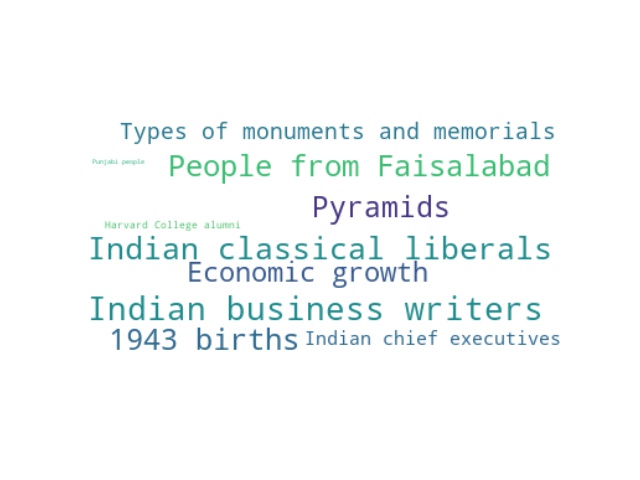 Types of monuments and memorials
Punjabi people
People from Faisalabad
Pyramids
Harvard College alumni
Indian classical liberals
Economic growth
Indian business writers
1943 births
Indian chief executives